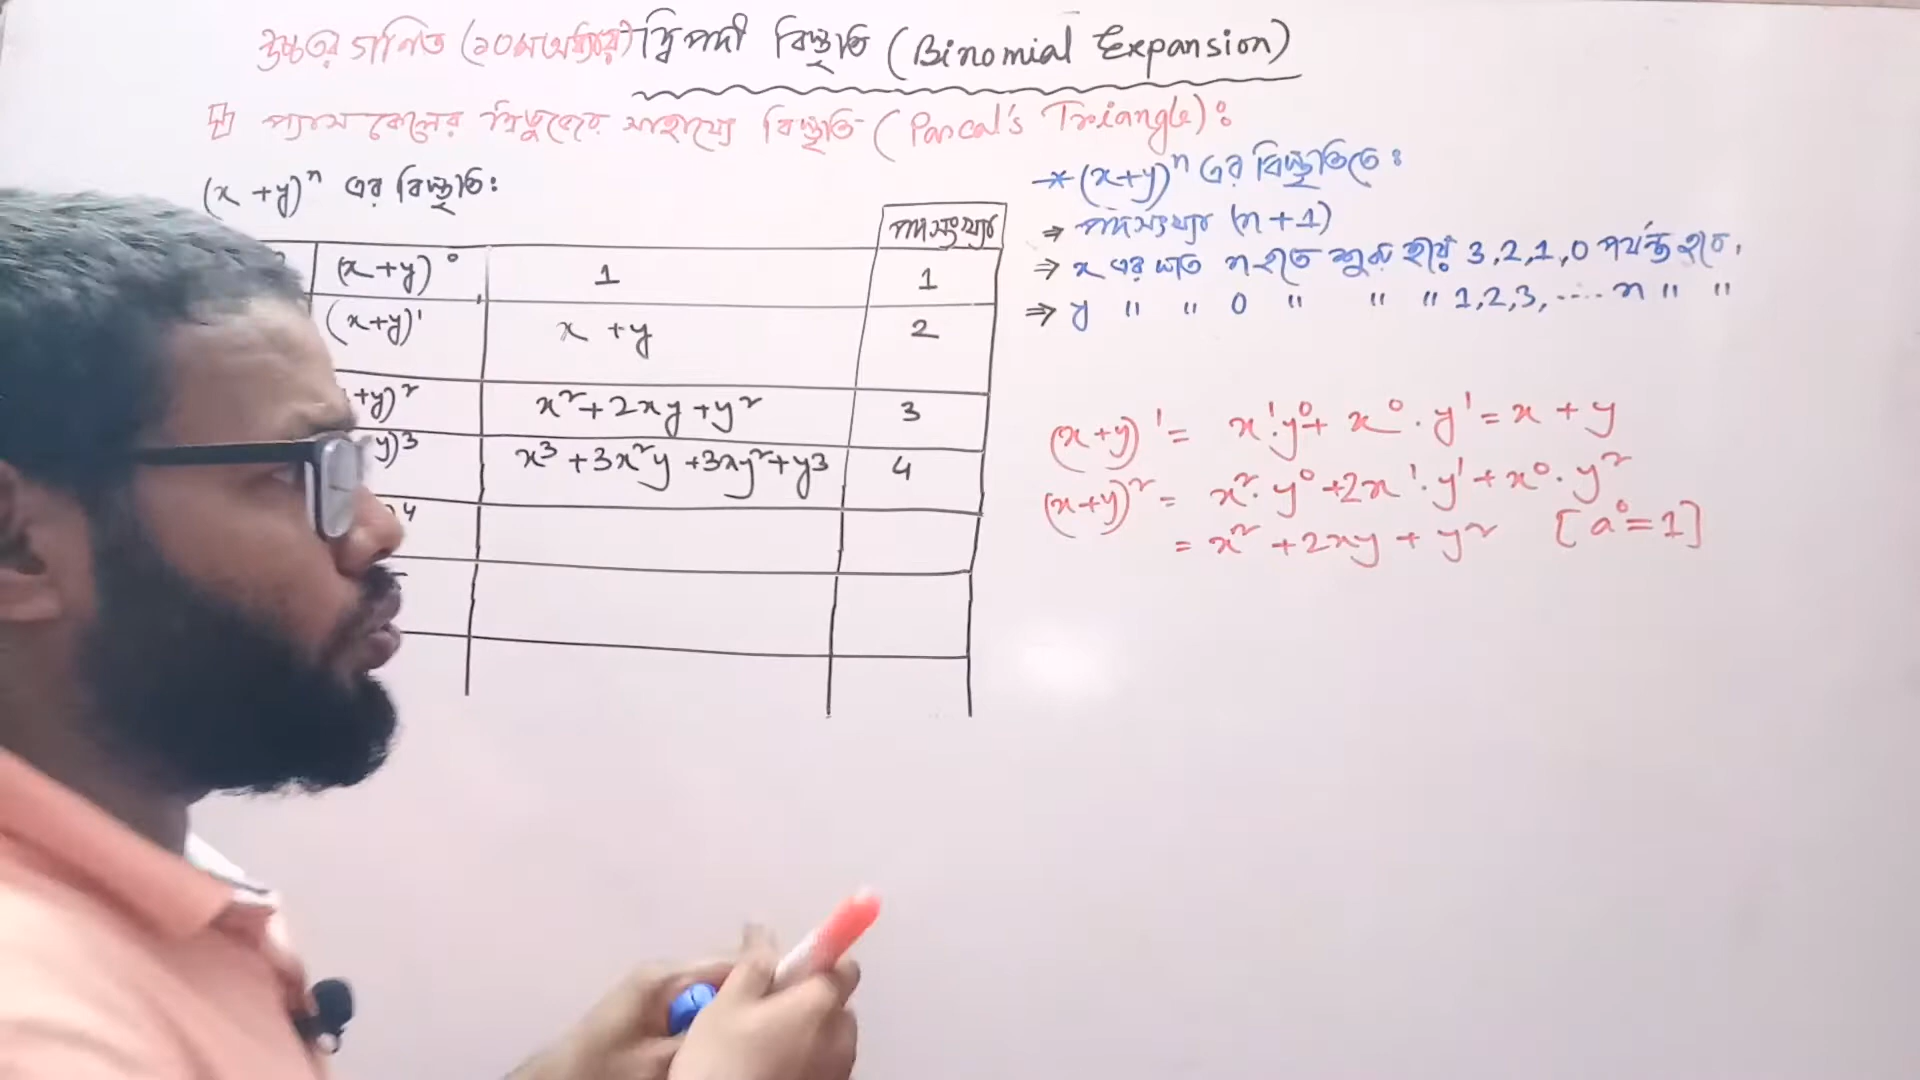 উচ্চতর গণিত (১০ম অধ্যায়) দ্বিপদী বিস্তৃতি (Binomial Expansion)
প্যাসকেলের ত্রিভুজের সাহায্যে বিস্তৃতি (Pascal's Triangle):
(x+y)ⁿ এর বিস্তৃতি:
পদসংখ্যা
(x+y)⁰ 1 1
(x+y)¹ x + y 2
+y)² x² + 2xy + y² 3
y)³ x³ + 3x²y + 3xy² + y³ 4
)⁴
* (x+y)ⁿ এর বিস্তৃতিতে:
⇒ পদসংখ্যা (n+1)
⇒ x এর ঘাত n হতে শুরু হয়ে 3,2,1,0 পর্যন্ত হবে।
⇒ y " " 0 " " " 1,2,3,.... n " "
(x+y)¹ = x¹.y⁰ + x⁰.y¹ = x + y
(x+y)² = x².y⁰ + 2x¹.y¹ + x⁰.y²
= x² + 2xy + y² [a⁰ = 1]